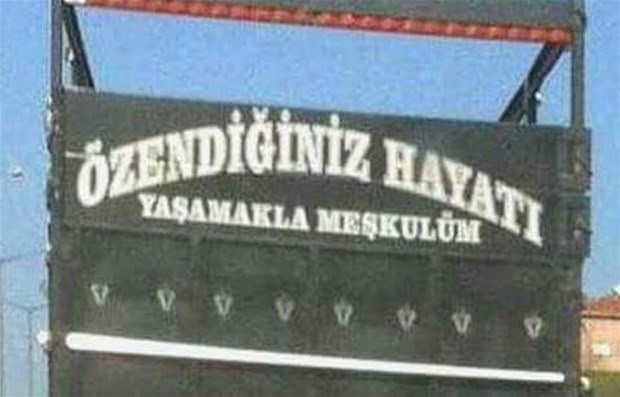 ÖZENDİĞİNİZ HAYATI
YAŞAMAKLA MEŞKULÜM